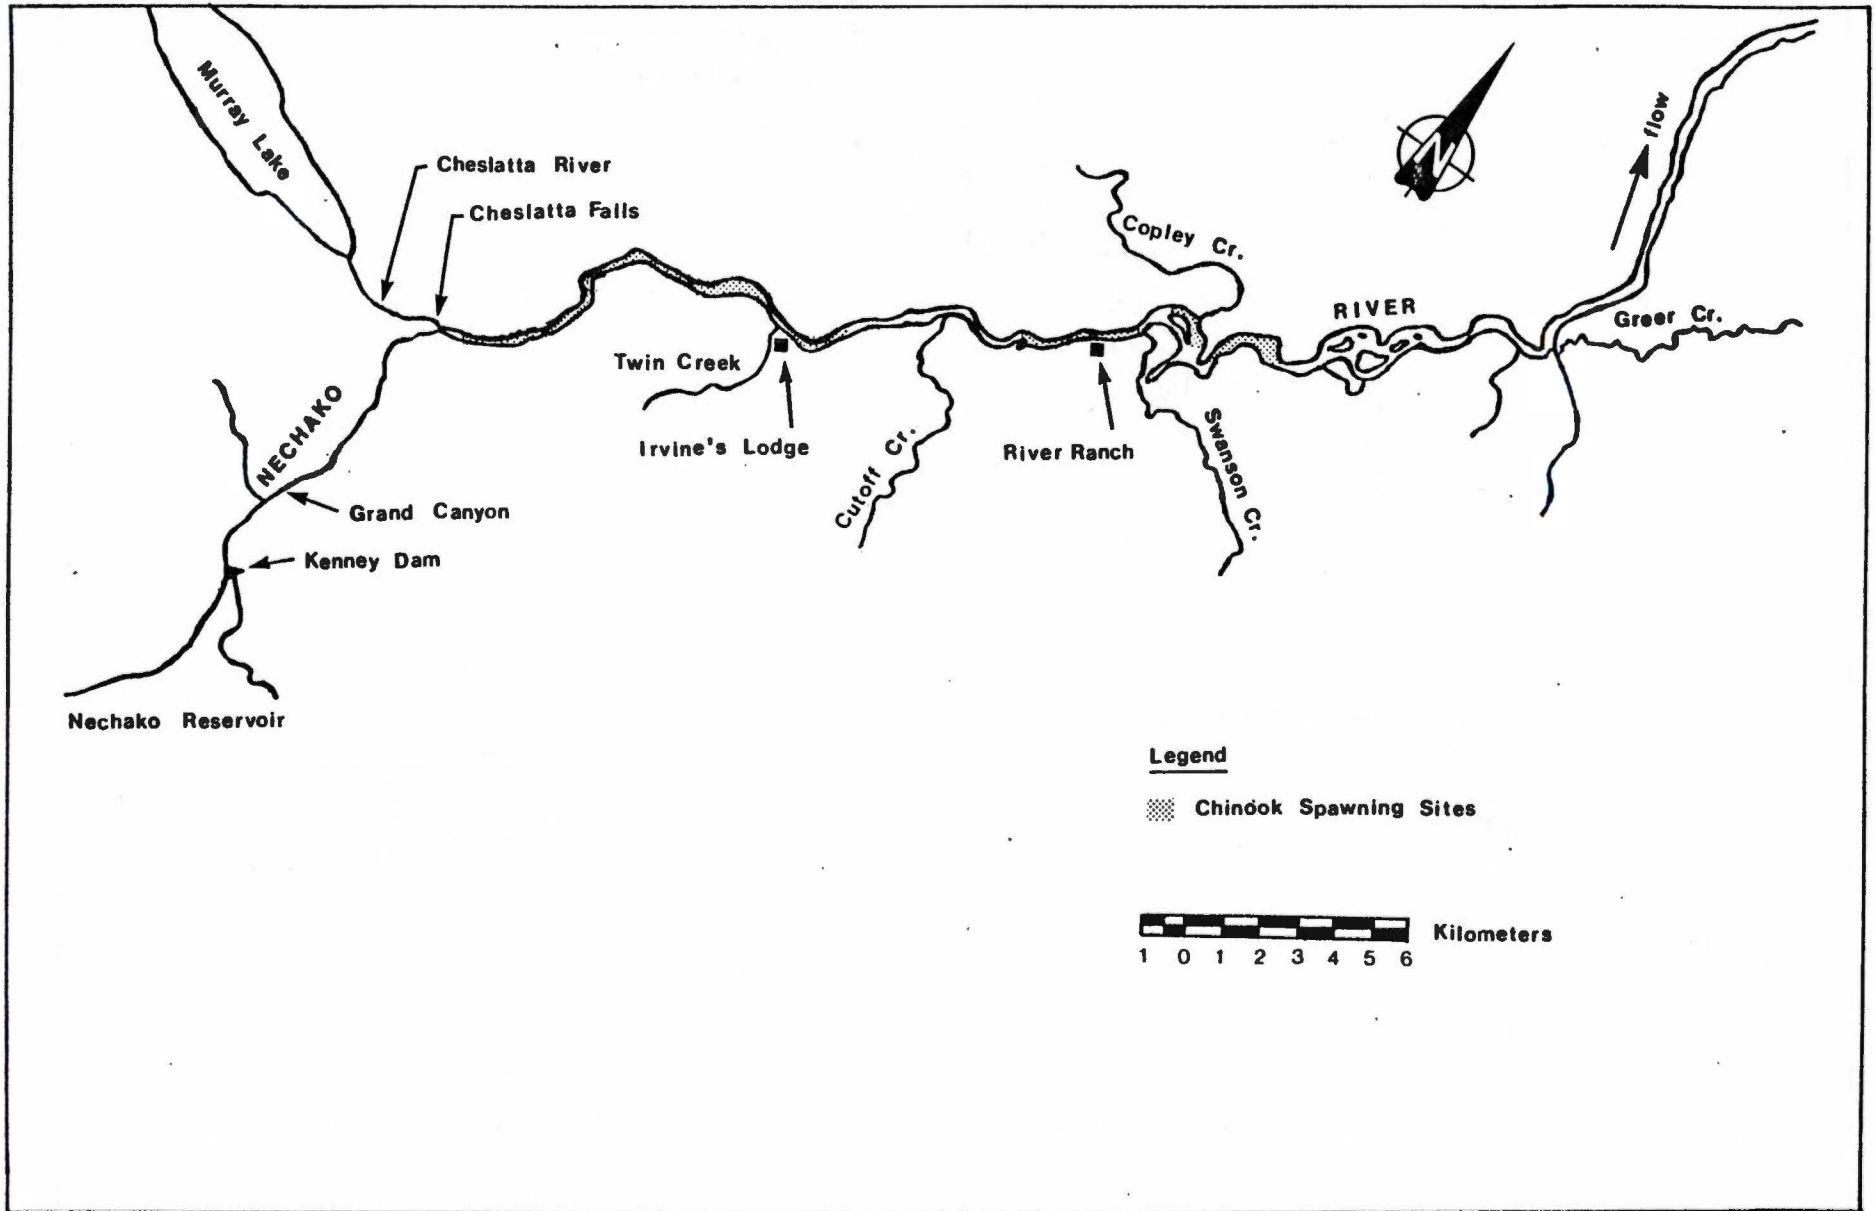 Murray Lake
Cheslatta River
Cheslatta Falls
Copley Cr.
N
flow
RIVER
Greer Cr.
Twin Creek
NECHAKO
Irvine's Lodge
Cutoff Cr.
River Ranch
Swanson Cr.
Grand Canyon
Kenney Dam
Nechako Reservoir
Legend
Chinook Spawning Sites
Kilometers
1 0 1 2 3 4 5 6